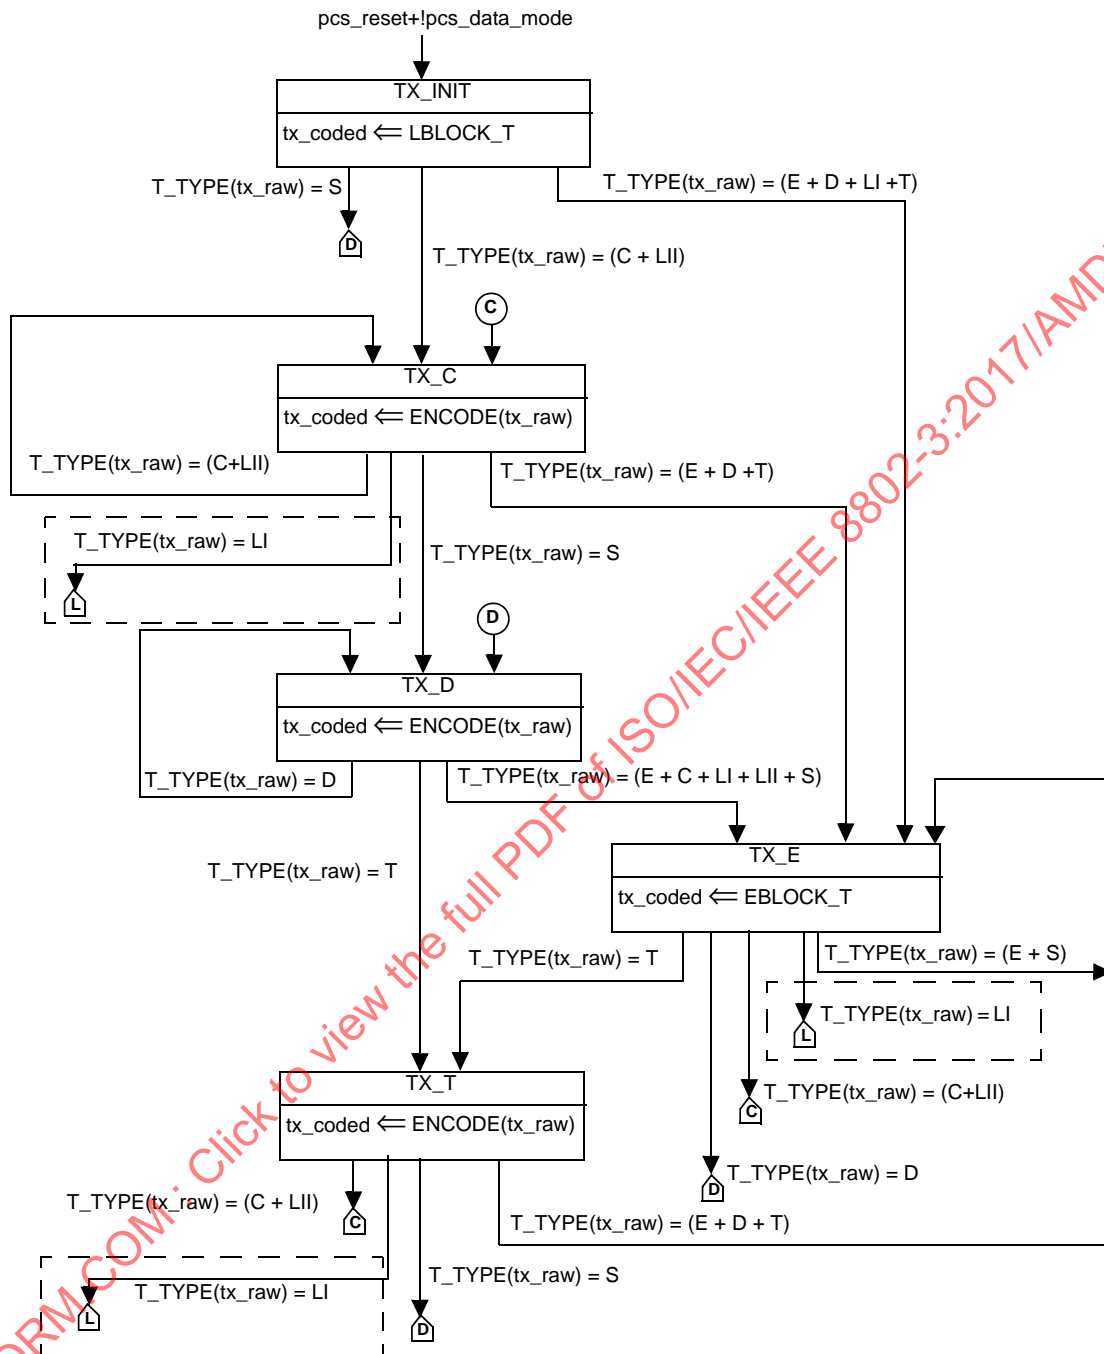 pcs_reset+!pcs_data_mode
TX_INIT
tx_coded ⇐ LBLOCK_T
T_TYPE(tx_raw) = S
T_TYPE(tx_raw) = (E + D + LI +T)
D
T_TYPE(tx_raw) = (C + LII)
C
TX_C
tx_coded ⇐ ENCODE(tx_raw)
T_TYPE(tx_raw) = (C+LII)
T_TYPE(tx_raw) = (E + D +T)
T_TYPE(tx_raw) = LI
T_TYPE(tx_raw) = S
L
D
TX_D
tx_coded ⇐ ENCODE(tx_raw)
T_TYPE(tx_raw) = D
T_TYPE(tx_raw) = (E + C + LI + LII + S)
TX_E
T_TYPE(tx_raw) = T
tx_coded ⇐ EBLOCK_T
T_TYPE(tx_raw) = T
T_TYPE(tx_raw) = (E + S)
L
T_TYPE(tx_raw) = LI
TX_T
C
T_TYPE(tx_raw) = (C+LII)
tx_coded ⇐ ENCODE(tx_raw)
D
T_TYPE(tx_raw) = D
T_TYPE(tx_raw) = (C + LII)
C
T_TYPE(tx_raw) = (E + D + T)
T_TYPE(tx_raw) = LI
T_TYPE(tx_raw) = S
L
D
ORM.COM : Click to view the full PDF of ISO/IEC/IEEE 8802-3:2017/AMD